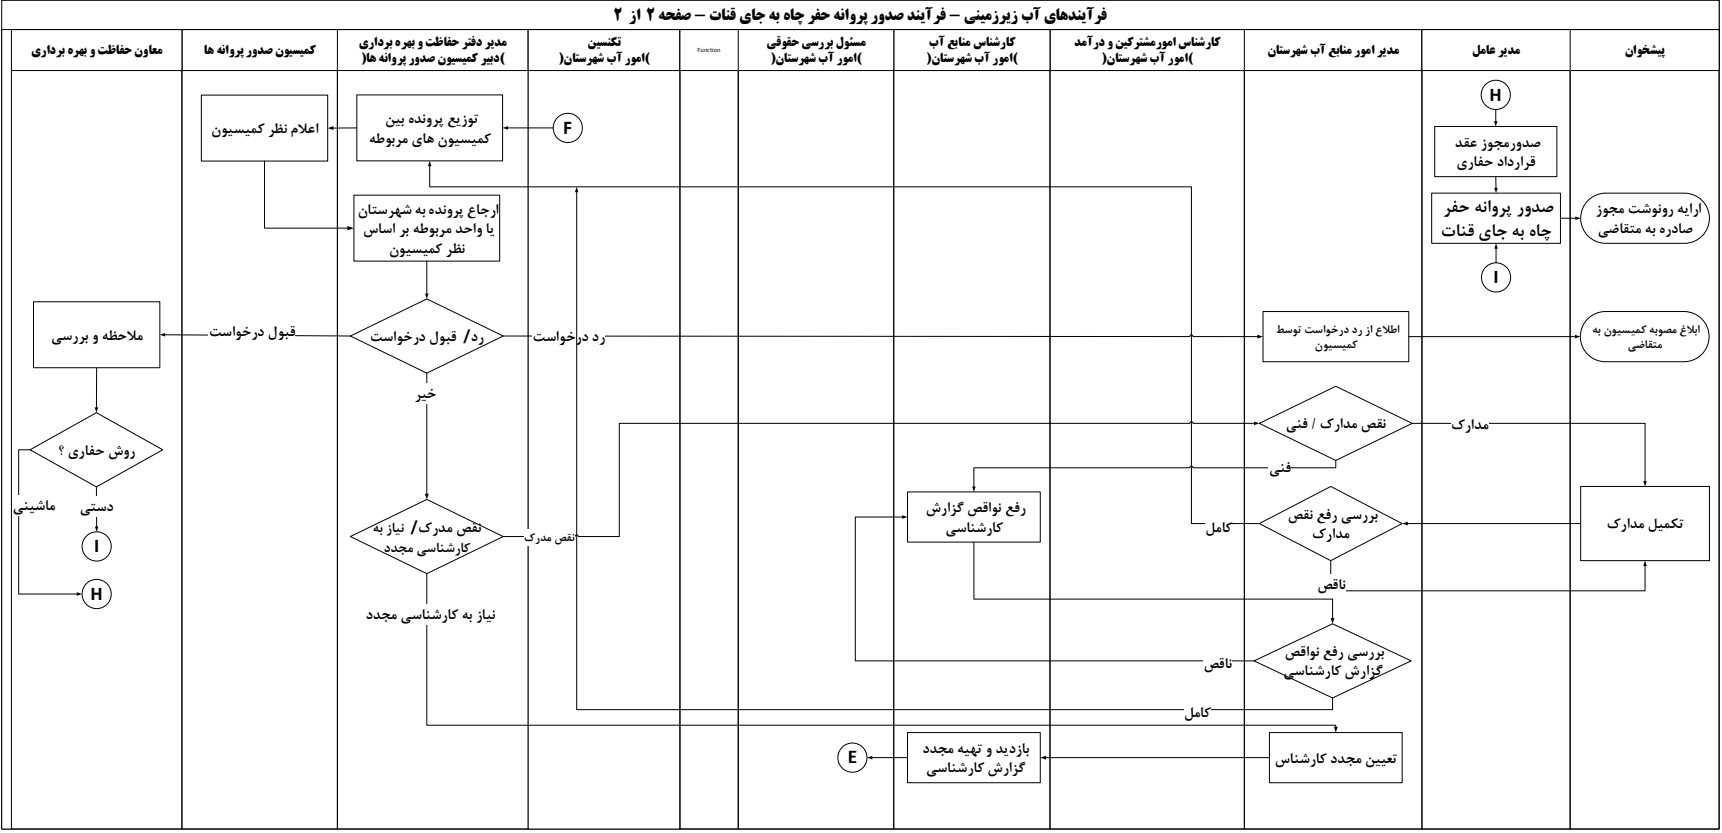 فرآیندهای آب زیرزمینی – فرآیند صدور پروانه حفر چاه به جای قنات – صفحه ۲ از ۲
پیشخوان
مدیر عامل
مدیر امور منابع آب شهرستان
کارشناس امورمشترکین و درآمد
)امور آب شهرستان(
کارشناس منابع آب
)امور آب شهرستان(
مسئول بررسی حقوقی
)امور آب شهرستان(
Function
تکنسین
)امور آب شهرستان(
مدیر دفتر حفاظت و بهره برداری
)دبیر کمیسیون صدور پروانه ها(
کمیسیون صدور پروانه ها
معاون حفاظت و بهره برداری
H
صدورمجوز عقد
قرارداد حفاری
صدور پروانه حفر
چاه به جای قنات
ارایه رونوشت مجوز
صادره به متقاضی
I
F
توزیع پرونده بین
کمیسیون های مربوطه
اعلام نظر کمیسیون
ارجاع پرونده به شهرستان
یا واحد مربوطه بر اساس
نظر کمیسیون
رد/ قبول درخواست
قبول درخواست
ملاحظه و بررسی
رد درخواست
اطلاع از رد درخواست توسط
کمیسیون
ابلاغ مصوبه کمیسیون به
متقاضی
خیر
روش حفاری ؟
ماشینی
دستی
I
H
نقص مدارک / فنی
مدارک
فنی
تکمیل مدارک
بررسی رفع نقص
مدارک
کامل
ناقص
رفع نواقص گزارش
کارشناسی
نقص مدرک/ نیاز به
کارشناسی مجدد
نقص مدرک
نیاز به کارشناسی مجدد
بررسی رفع نواقص
گزارش کارشناسی
ناقص
کامل
تعیین مجدد کارشناس
بازدید و تهیه مجدد
گزارش کارشناسی
E